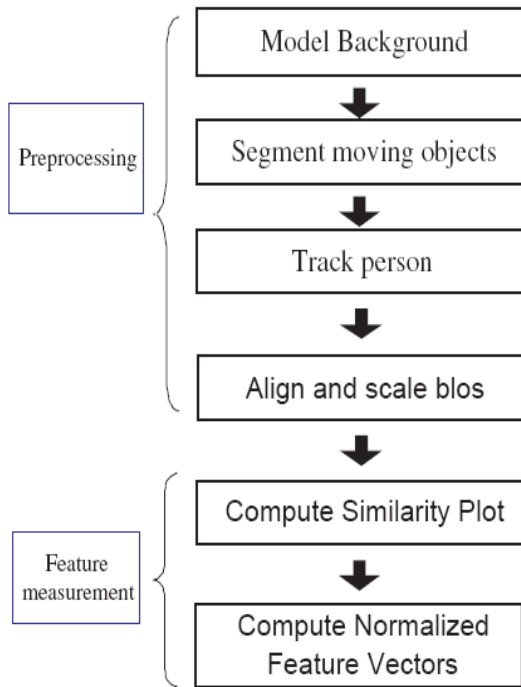 Model Background
Preprocessing
Segment moving objects
Track person
Align and scale blos
Compute Similarity Plot
Feature
measurement
Compute Normalized
Feature Vectors